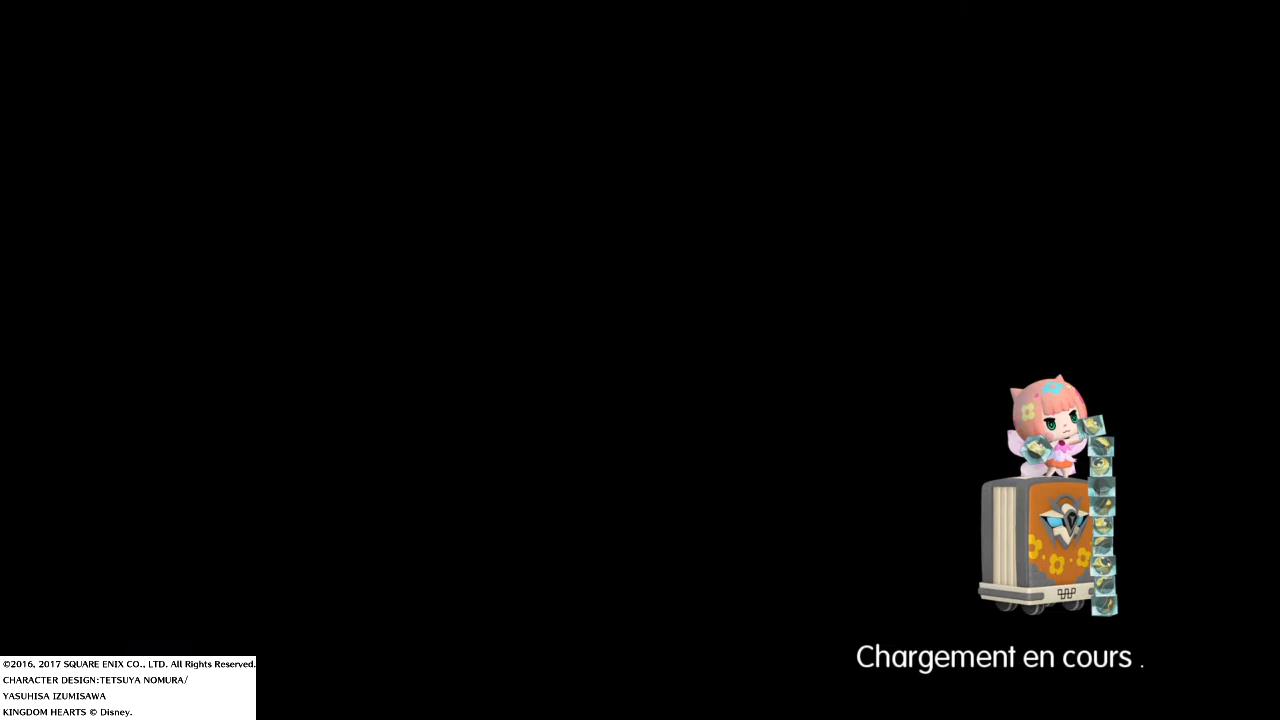 Chargement en cours .
©2016, 2017 SQUARE ENIX CO., LTD. All Rights Reserved.
CHARACTER DESIGN:TETSUYA NOMURA/
YASUHISA IZUMISAWA
KINGDOM HEARTS © Disney.